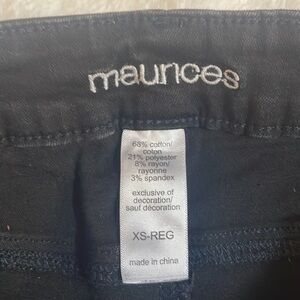 maurices
68% cotton/
coton
21% polyester
8% rayon/
rayonne
3% spandex
exclusive of
decoration/
sauf décoration
XS-REG
made in china